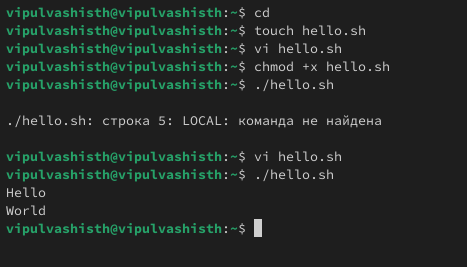 vipulvashisth@vipulvashisth:~$ cd
vipulvashisth@vipulvashisth:~$ touch hello.sh
vipulvashisth@vipulvashisth:~$ vi hello.sh
vipulvashisth@vipulvashisth:~$ chmod +x hello.sh
vipulvashisth@vipulvashisth:~$ ./hello.sh
./hello.sh: строка 5: LOCAL: команда не найдена
vipulvashisth@vipulvashisth:~$ vi hello.sh
vipulvashisth@vipulvashisth:~$ ./hello.sh
Hello
World
vipulvashisth@vipulvashisth:~$